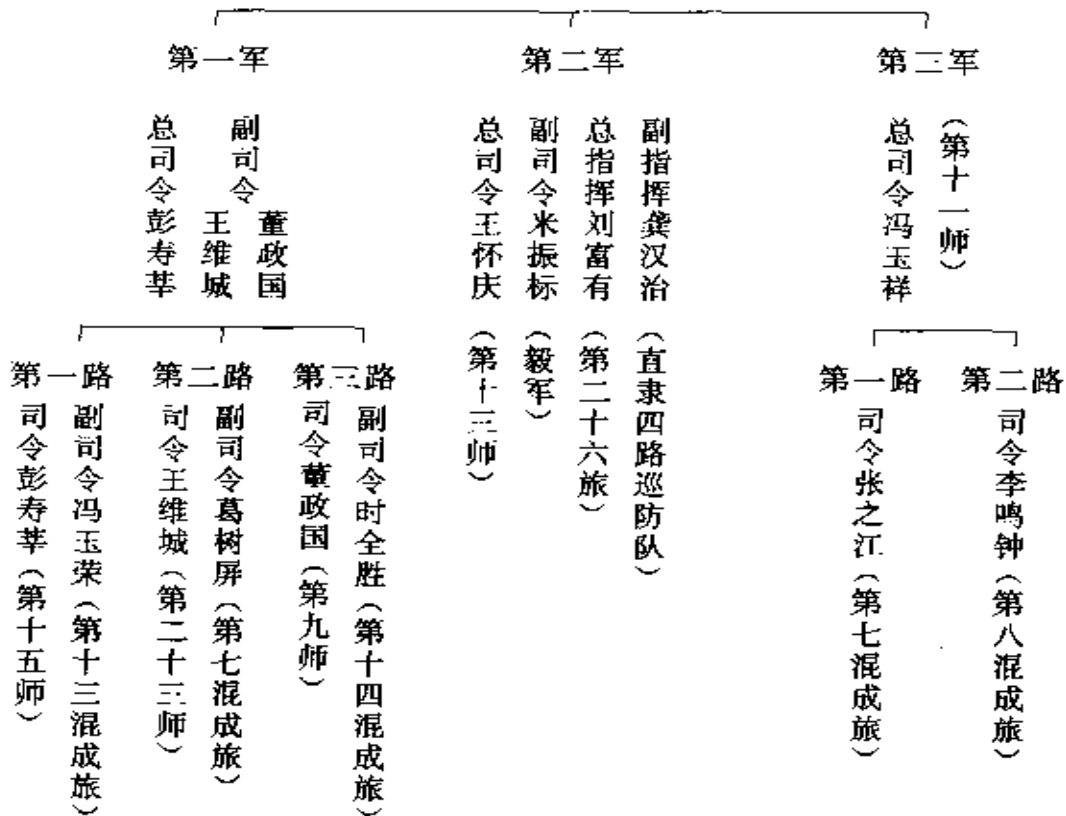 第一军
总司令彭寿莘
副司令
王维城
董政国
第一路
司令彭寿莘（第十五师）
副司令冯玉荣（第十三混成旅）
第二路
司令王维城（第二十三师）
副司令葛树屏（第七混成旅）
第三路
司令董政国（第九师）
副司令时全胜（第十四混成旅）
第二军
总司令王怀庆（第十三师）
副司令米振标（毅军）
总指挥刘富有（第二十六旅）
副指挥龚汉治（直隶四路巡防队）
第三军
总司令冯玉祥
（第十一师）
第一路
司令张之江（第七混成旅）
第二路
司令李鸣钟（第八混成旅）